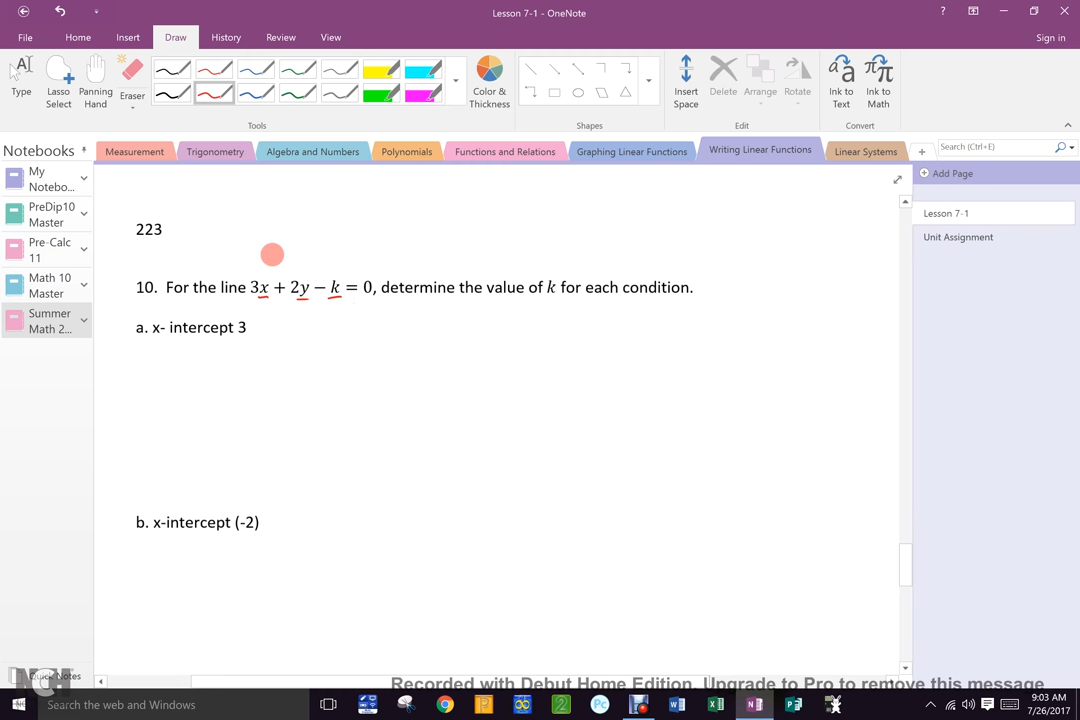 Lesson 7-1 - OneNote
?
File Home Insert Draw History Review View
Sign in
Type
Lasso Select
Panning Hand
Eraser
Color & Thickness
Insert Space
Delete
Arrange
Rotate
Ink to Text
Ink to Math
Tools
Shapes
Edit
Convert
Notebooks
Measurement Trigonometry Algebra and Numbers Polynomials Functions and Relations Graphing Linear Functions Writing Linear Functions Linear Systems +
Search (Ctrl+E)
My Notebo...
PreDip10 Master
Pre-Calc 11
Math 10 Master
Summer Math 2...
Add Page
Lesson 7-1
Unit Assignment
223
10. For the line 3x + 2y − k = 0, determine the value of k for each condition.
a. x- intercept 3
b. x-intercept (-2)
NCH
Quick Notes
Recorded with Debut Home Edition. Upgrade to Pro to remove this message
Search the web and Windows
9:03 AM
7/26/2017